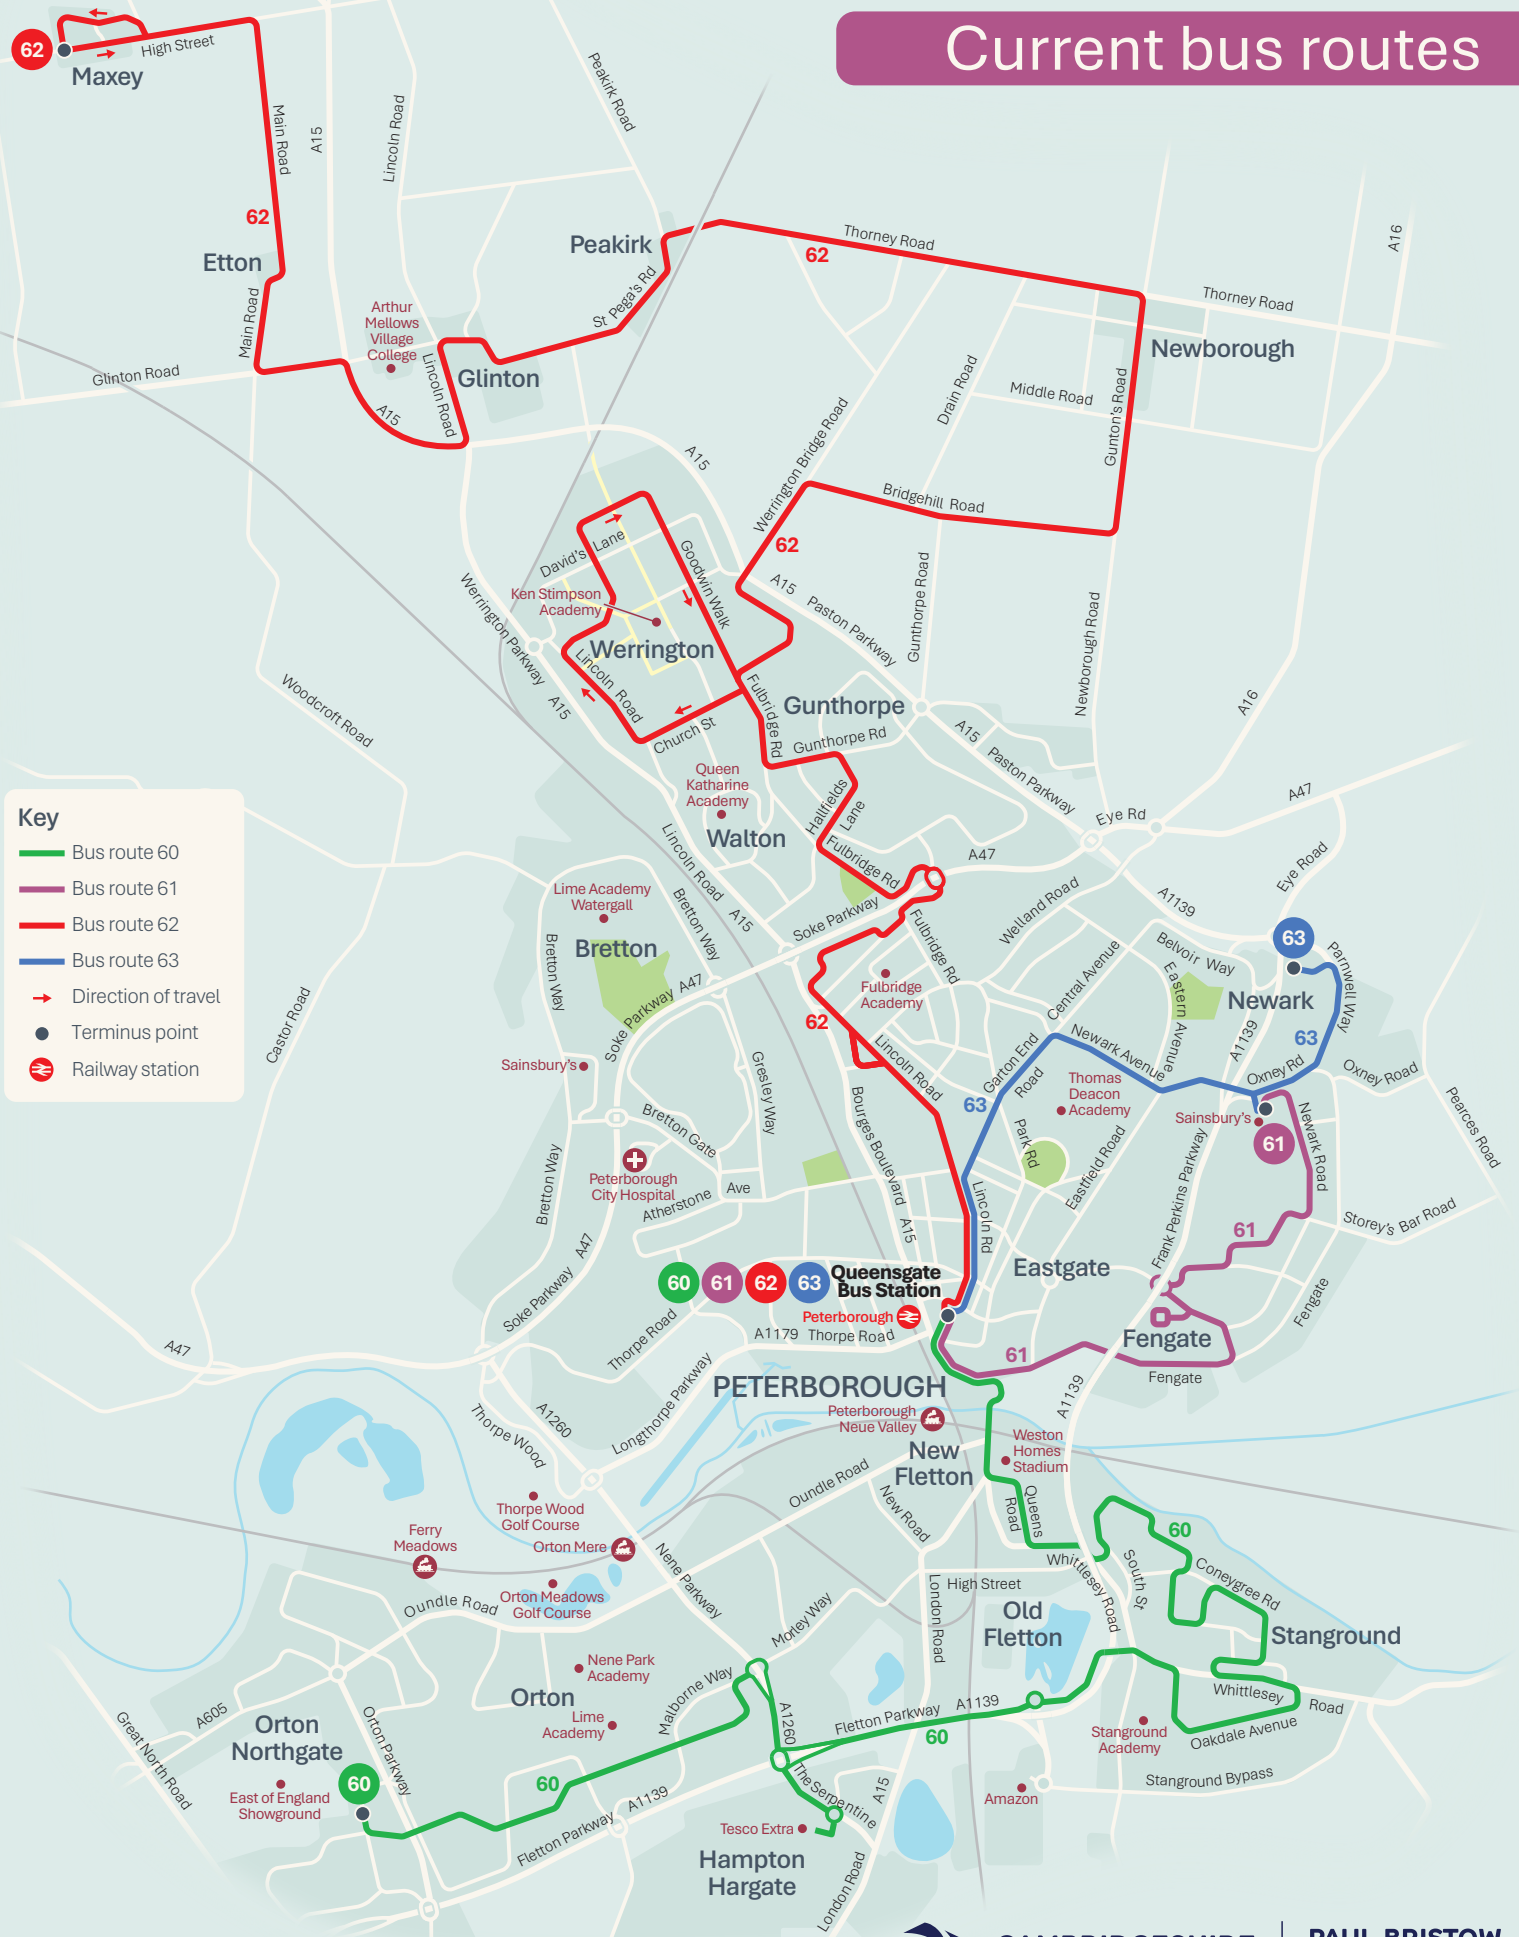 Current bus routes
62
Maxey
High Street
Main Road
A15
Lincoln Road
Peakirk Road
62
Etton
Main Road
Peakirk
Thorney Road
62
A16
St Pega's Rd
Thorney Road
Arthur
Mellows
Village
College
Glinton Road
A15
Lincoln Road
Glinton
Newborough
Middle Road
Drain Road
Gunton's Road
A15
Werrington Bridge Road
Bridgehill Road
62
David's Lane
Goodwin Walk
Ken Stimpson
Academy
Werrington
Werrington Parkway
A15
Lincoln Road
Church St
A15
Paston Parkway
Gunthorpe Road
Newborough Road
A16
Woodcroft Road
Fulbridge Rd
Gunthorpe
Gunthorpe Rd
A15
Paston Parkway
Queen
Katharine
Academy
Walton
Hallfields
Lane
Fulbridge Rd
Eye Rd
A47
A47
Eye Road
Key
Bus route 60
Bus route 61
Bus route 62
Bus route 63
Direction of travel
Terminus point
Railway station
Lincoln Road
A15
Lime Academy
Watergall
Bretton
Bretton Way
Bretton Way
Soke Parkway
Soke Parkway
A47
Fulbridge Rd
Welland Road
A1139
Belvoir Way
63
Parnwell Way
Central Avenue
Eastern Avenue
Newark
Fulbridge
Academy
62
63
A1139
Castor Road
Sainsbury's
Gresley Way
Lincoln Road
Garton End
Road
Newark Avenue
Oxney Rd
Oxney Road
Thomas
Deacon
Academy
63
Sainsbury's
61
Newark Road
Pearces Road
Bretton Gate
Bourges Boulevard
A15
Park Rd
Eastfield Road
Frank Perkins Parkway
Peterborough
City Hospital
Bretton Way
Atherstone
Ave
Storey's Bar Road
Lincoln Rd
61
A47
Soke Parkway
60
61
62
63
Queensgate
Bus Station
Peterborough
Eastgate
Fengate
Thorpe Road
A1179
Thorpe Road
Fengate
61
Fengate
A47
Longthorpe Parkway
PETERBOROUGH
A1139
Peterborough
Neue Valley
New
Fletton
Weston
Homes
Stadium
Thorpe Wood
A1260
Oundle Road
New Road
Queens
Road
Thorpe Wood
Golf Course
Ferry
Meadows
Orton Mere
Nene Parkway
60
Coneygree Rd
Whittlesey Road
South St
High Street
London Road
Old
Fletton
Stanground
Orton Meadows
Golf Course
Oundle Road
Morley Way
Nene Park
Academy
Orton
Lime
Academy
Malborne Way
A1260
Fletton Parkway
A1139
60
Whittlesey
Road
Oakdale Avenue
Stanground
Academy
Stanground Bypass
A605
Great North Road
Orton
Northgate
Orton Parkway
60
East of England
Showground
60
The Serpentine
Tesco Extra
A15
Amazon
Fletton Parkway
A1139
Hampton
Hargate
London Road
CAMBRIDGESHIRE
PAUL BRISTOW